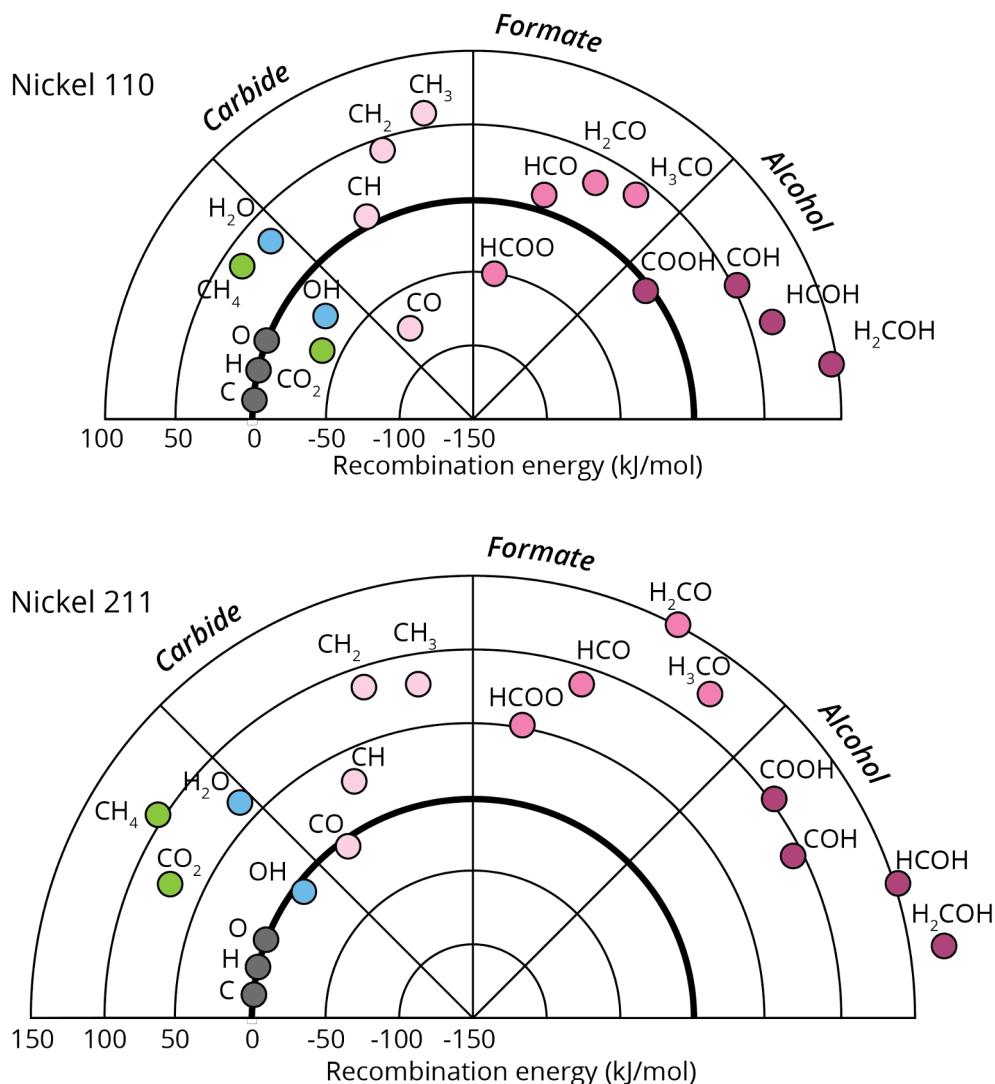 Formate
Carbide
Nickel 110
CH3
CH2
H2CO
Alcohol
HCO
H3CO
CH
H2O
HCOO
COOH
COH
CH4
OH
HCOH
CO
O
H2COH
H
CO2
C
100 50 0 -50 -100 -150
Recombination energy (kJ/mol)
Formate
Nickel 211
Carbide
H2CO
CH2
CH3
HCO
H3CO
HCOO
Alcohol
CH
COOH
H2O
CH4
CO
COH
CO2
OH
HCOH
H2COH
O
H
C
150 100 50 0 -50 -100 -150
Recombination energy (kJ/mol)